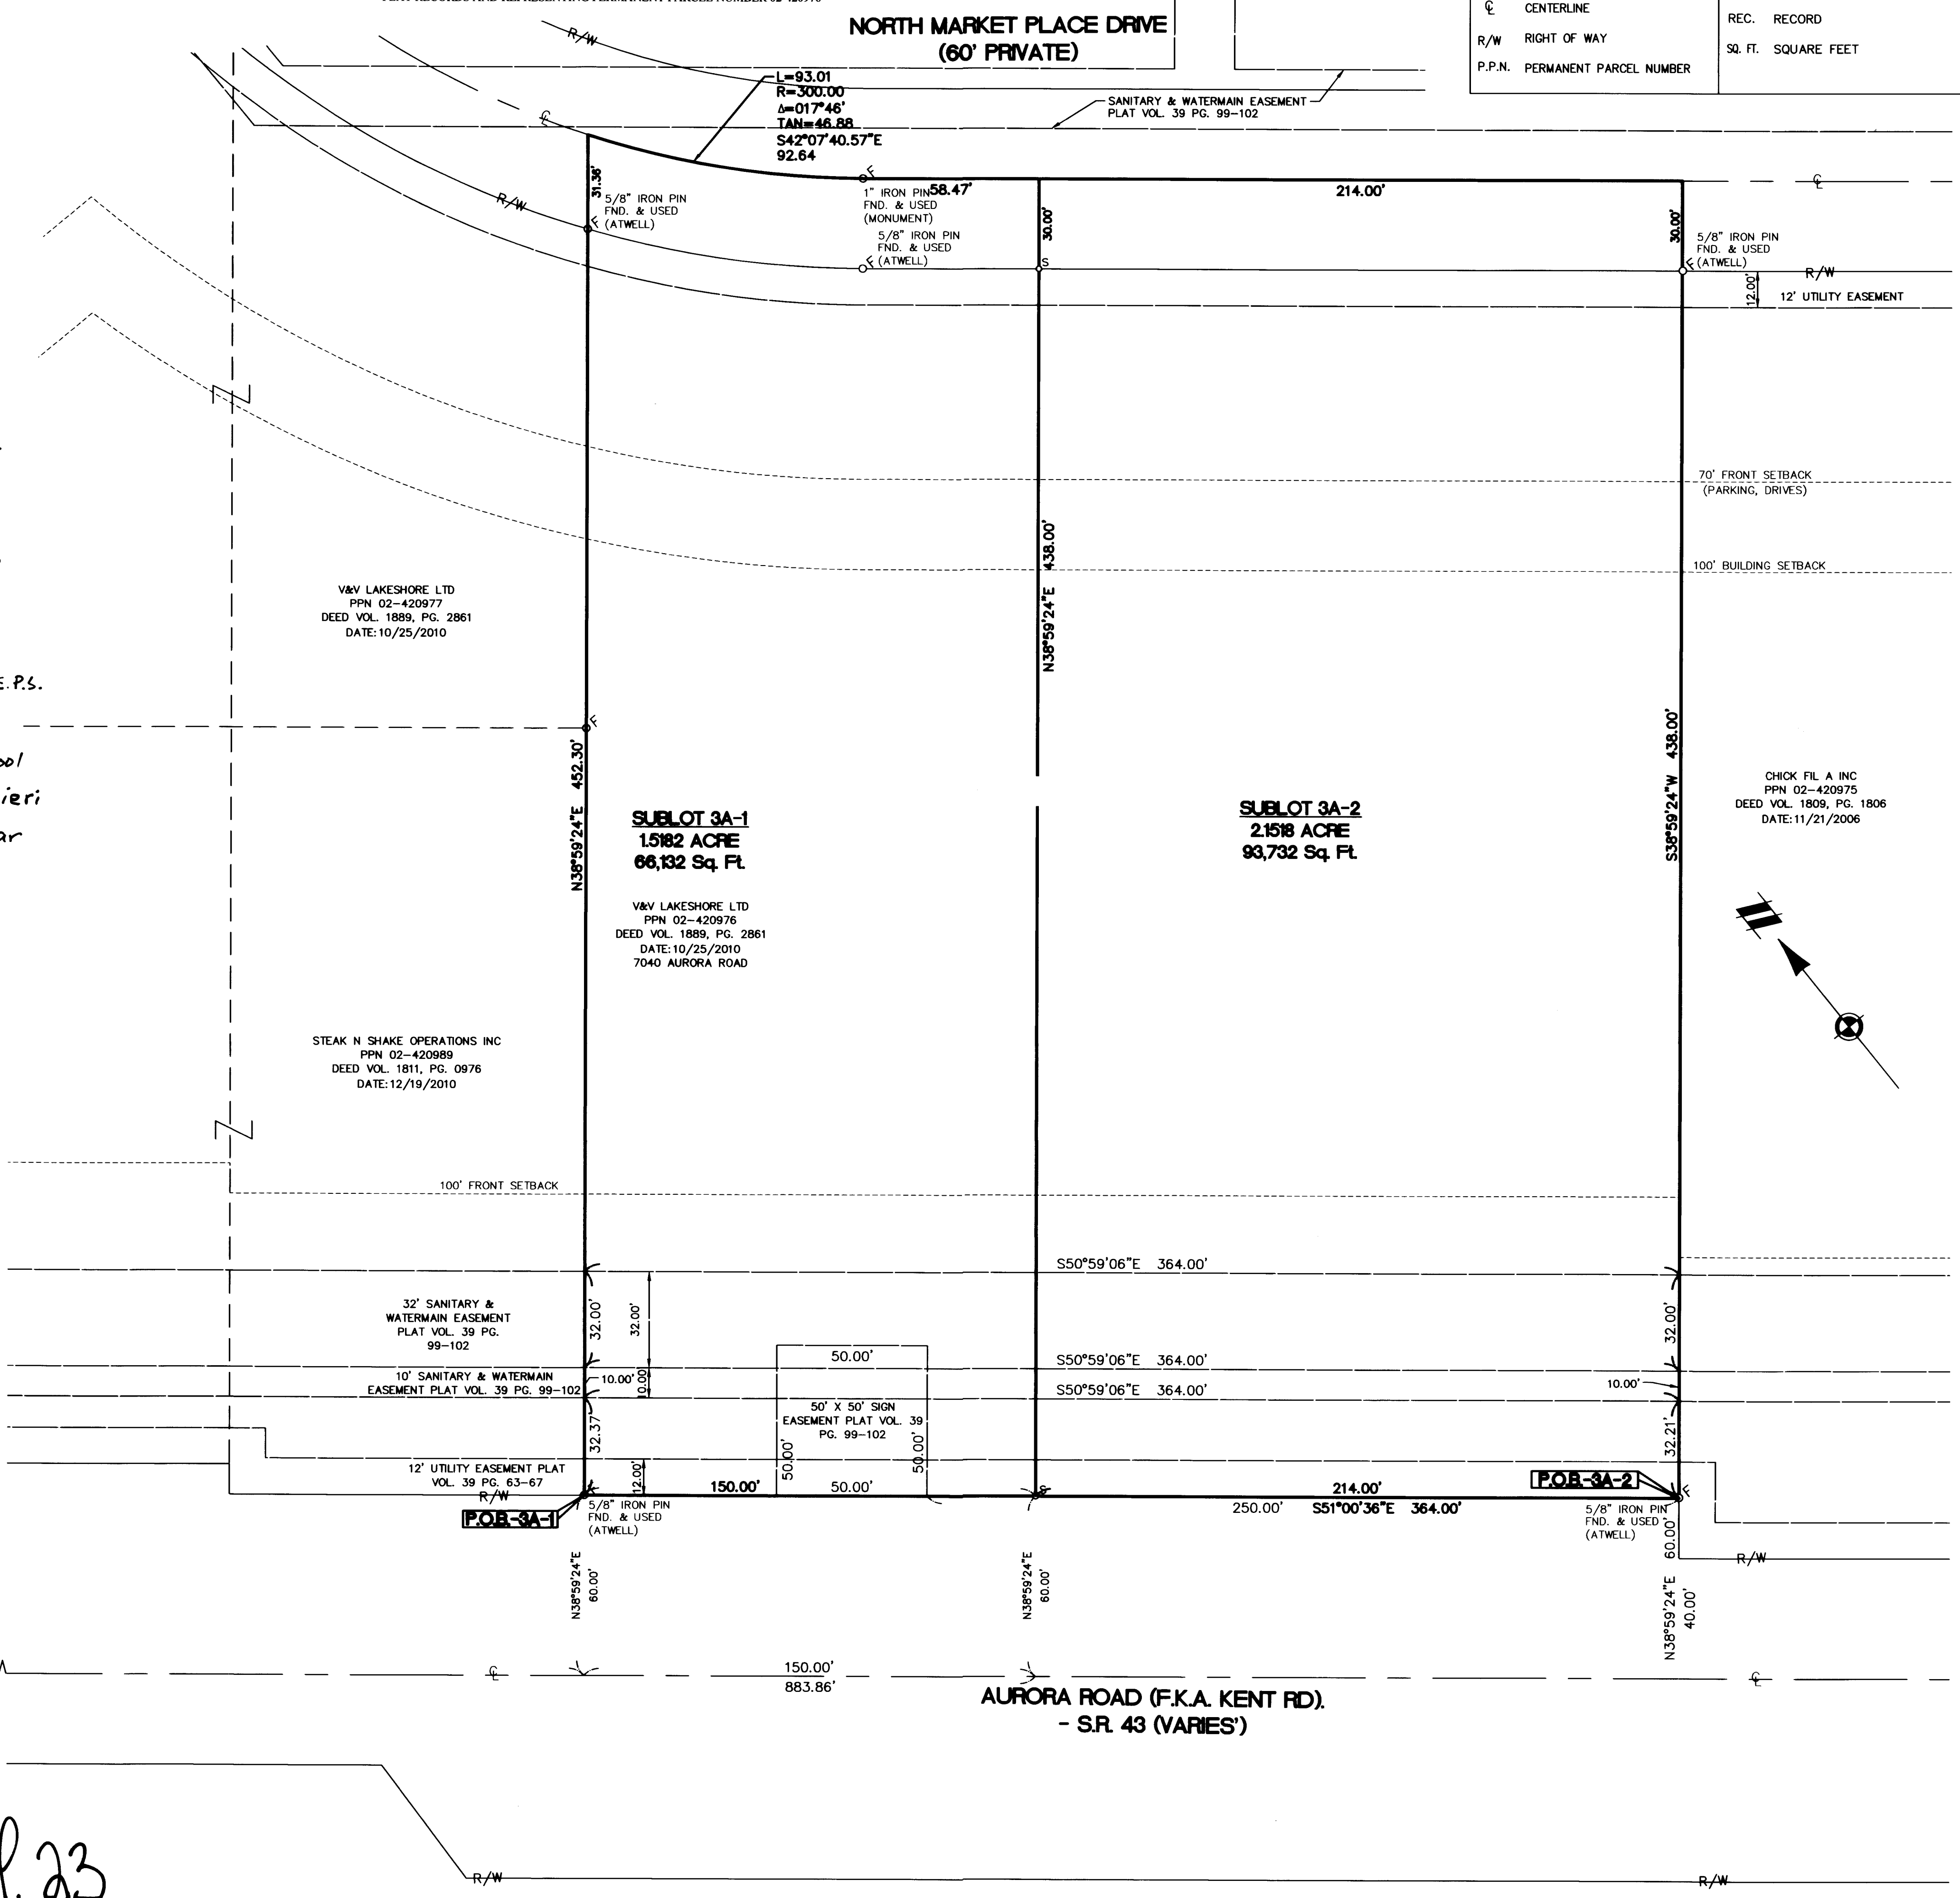 NORTH MARKET PLACE DRIVE
(60' PRIVATE)
℄ CENTERLINE
R/W RIGHT OF WAY
P.P.N. PERMANENT PARCEL NUMBER
REC. RECORD
SQ. FT. SQUARE FEET
R/W
L=93.01
R=300.00
Δ=017°46'
TAN=46.88
S42°07'40.57"E
92.64
SANITARY & WATERMAIN EASEMENT
PLAT VOL. 39 PG. 99-102
℄
31.36'
5/8" IRON PIN
FND. & USED
(ATWELL)
F
R/W
F
1" IRON PIN
FND. & USED
(MONUMENT)
58.47'
214.00'
℄
5/8" IRON PIN
FND. & USED
(ATWELL)
F
30.00'
S
30.00'
5/8" IRON PIN
FND. & USED
(ATWELL)
F
R/W
12.00'
12' UTILITY EASEMENT
70' FRONT SETBACK
(PARKING, DRIVES)
100' BUILDING SETBACK
N38°59'24"E 438.00'
V&V LAKESHORE LTD
PPN 02-420977
DEED VOL. 1889, PG. 2861
DATE:10/25/2010
E.P.S.
F
N38°59'24"E 452.30'
S38°59'24"W 438.00'
CHICK FIL A INC
PPN 02-420975
DEED VOL. 1809, PG. 1806
DATE:11/21/2006
SUBLOT 3A-1
1.5182 ACRE
66,132 Sq. Ft.
SUBLOT 3A-2
2.1518 ACRE
93,732 Sq. Ft.
V&V LAKESHORE LTD
PPN 02-420976
DEED VOL. 1889, PG. 2861
DATE:10/25/2010
7040 AURORA ROAD
STEAK N SHAKE OPERATIONS INC
PPN 02-420989
DEED VOL. 1811, PG. 0976
DATE:12/19/2010
100' FRONT SETBACK
S50°59'06"E 364.00'
32' SANITARY &
WATERMAIN EASEMENT
PLAT VOL. 39 PG.
99-102
32.00'
32.00'
32.00'
50.00'
S50°59'06"E 364.00'
10' SANITARY & WATERMAIN
EASEMENT PLAT VOL. 39 PG. 99-102
10.00'
10.00'
S50°59'06"E 364.00'
10.00'
50' X 50' SIGN
EASEMENT PLAT VOL. 39
PG. 99-102
32.37'
50.00'
50.00'
32.21'
12' UTILITY EASEMENT PLAT
VOL. 39 PG. 63-67
R/W
12.00'
150.00'
50.00'
S
214.00'
P.O.B.-3A-2
F
P.O.B.-3A-1
5/8" IRON PIN
FND. & USED
(ATWELL)
250.00'
S51°00'36"E 364.00'
5/8" IRON PIN
FND. & USED
(ATWELL)
60.00'
R/W
N38°59'24"E
60.00'
N38°59'24"E
60.00'
N38°59'24"E
40.00'
℄
150.00'
883.86'
℄
AURORA ROAD (F.K.A. KENT RD).
- S.R. 43 (VARIES')
23
R/W
R/W